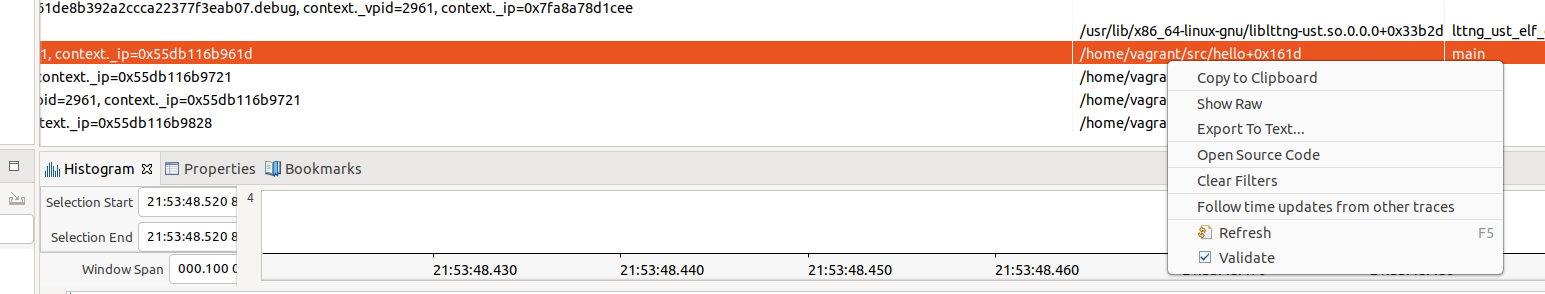 61de8b392a2ccca22377f3eab07.debug, context._vpid=2961, context._ip=0x7fa8a78d1cee
/usr/lib/x86_64-linux-gnu/liblttng-ust.so.0.0.0+0x33b2d lttng_ust_elf_
1, context._ip=0x55db116b961d /home/vagrant/src/hello+0x161d main
context._ip=0x55db116b9721 /home/vagran
pid=2961, context._ip=0x55db116b9721 /home/vagran
text._ip=0x55db116b9828 /home/vagran
Copy to Clipboard
Show Raw
Export To Text...
Open Source Code
Clear Filters
Follow time updates from other traces
Refresh F5
Validate
Histogram Properties Bookmarks
Selection Start 21:53:48.520 8
Selection End 21:53:48.520 8
Window Span 000.100 0
4
21:53:48.430 21:53:48.440 21:53:48.450 21:53:48.460